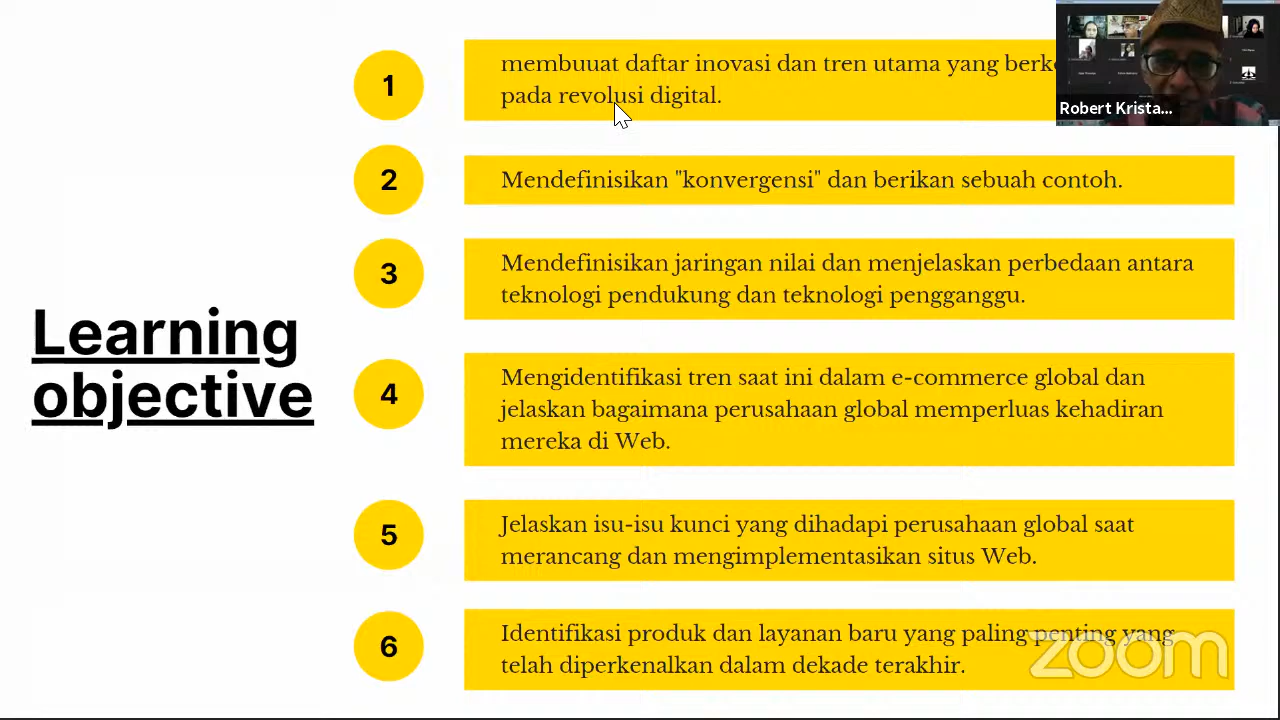 Learning
objective
1
membuuat daftar inovasi dan tren utama yang
pada revolusi digital.
2
Mendefinisikan "konvergensi" dan berikan sebuah contoh.
3
Mendefinisikan jaringan nilai dan menjelaskan perbedaan antara
teknologi pendukung dan teknologi pengganggu.
4
Mengidentifikasi tren saat ini dalam e-commerce global dan
jelaskan bagaimana perusahaan global memperluas kehadiran
mereka di Web.
5
Jelaskan isu-isu kunci yang dihadapi perusahaan global saat
merancang dan mengimplementasikan situs Web.
6
Identifikasi produk dan layanan baru yang paling penting yang
telah diperkenalkan dalam dekade terakhir.
Robert Krista...
zoom